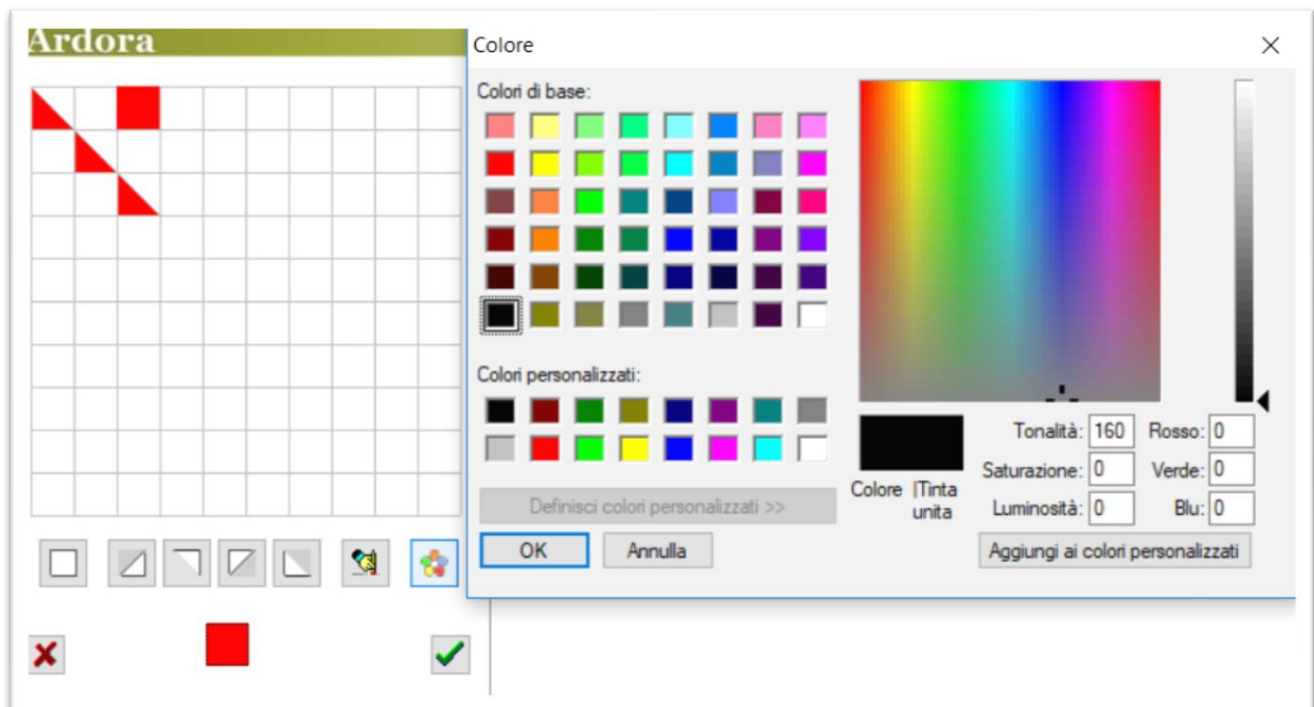 Ardora
Colore
Colori di base:
Colori personalizzati:
Definisci colori personalizzati >>
OK Annulla
Colore |Tinta
unita
Tonalità: 160 Rosso: 0
Saturazione: 0 Verde: 0
Luminosità: 0 Blu: 0
Aggiungi ai colori personalizzati